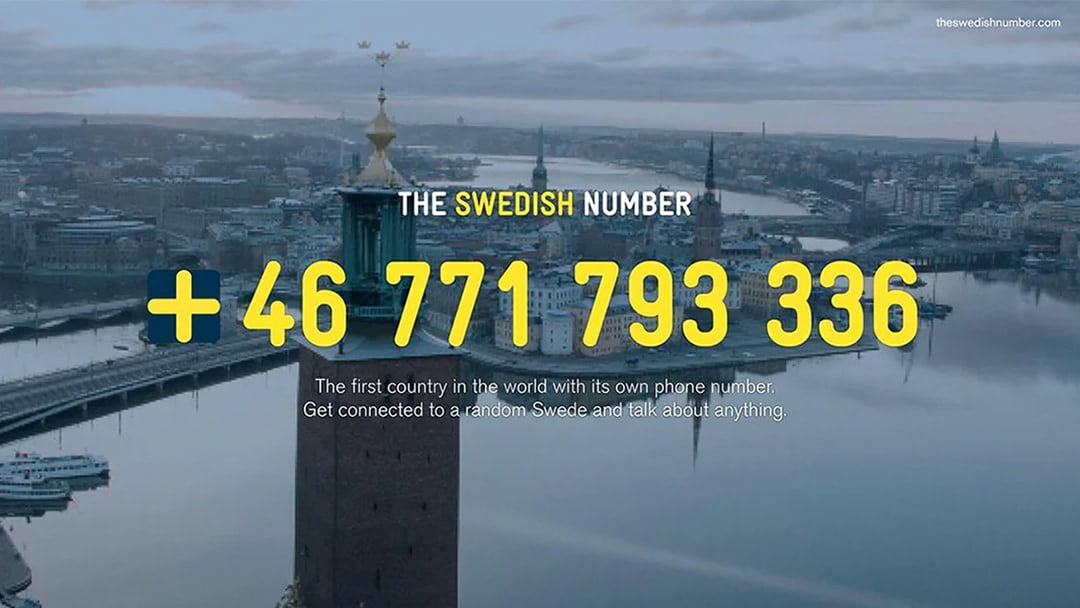 theswedishnumber.com
THE SWEDISH NUMBER
+ 46 771 793 336
The first country in the world with its own phone number.
Get connected to a random Swede and talk about anything.